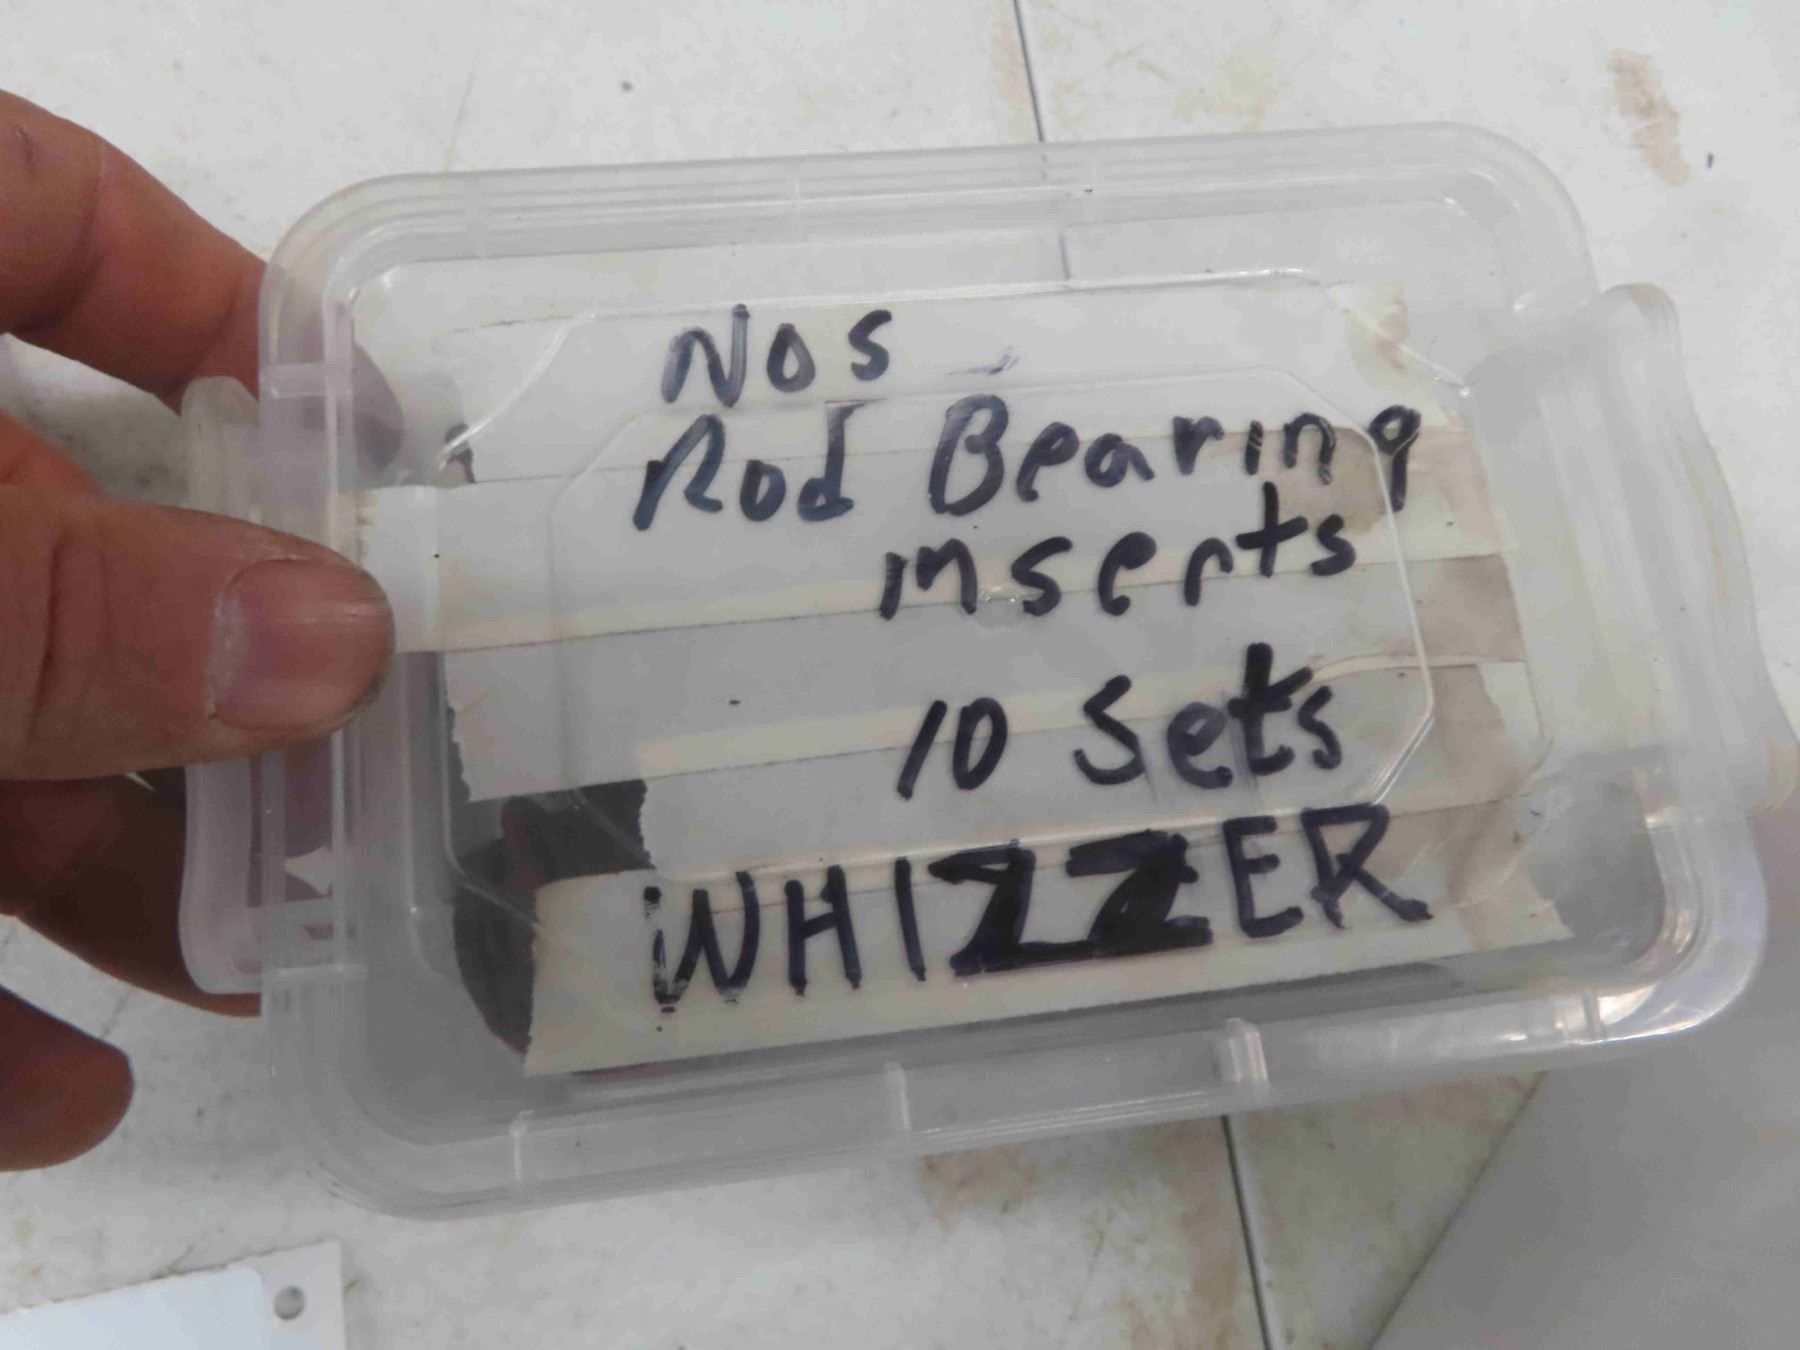 Nos
Rod Bearing
inserts
10 Sets
WHIZZER